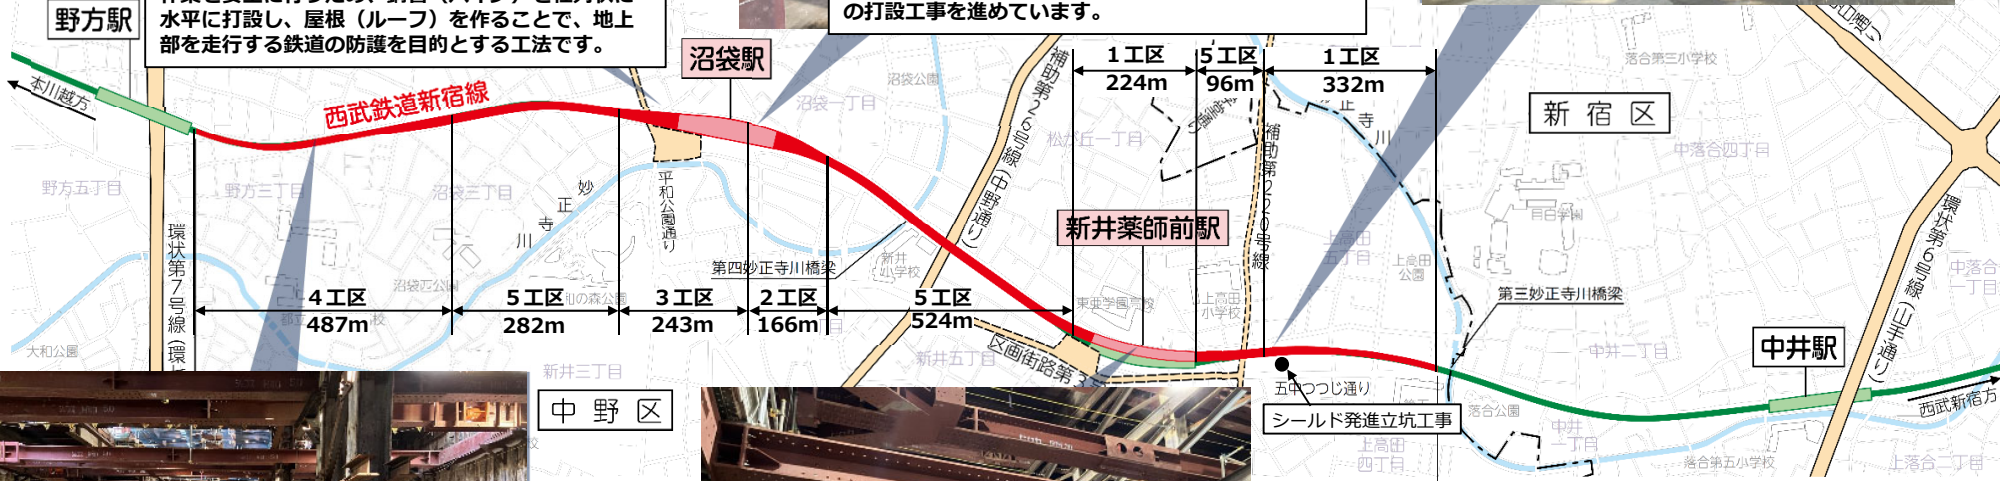 水平に打設し、屋根（ルーフ）を作ることで、地上
部を走行する鉄道の防護を目的とする工法です。
の打設工事を進めています。
野方駅
本川越方
西武鉄道新宿線
沼袋駅
沼袋公園
沼袋一丁目
補助第26号線（中野通り）
1工区
224m
5工区
96m
1工区
332m
落合第三小学校
新宿区
松が丘一丁目
妙正寺川
補助第220号線
中落合四丁目
野方五丁目
野方三丁目
沼袋三丁目
平和公園通り
妙正寺川
新井薬師前駅
上高田
五丁目
目白学園
環状第6号線（山手通り）
環状第7号線（環
第四妙正寺川橋梁
新井
小学校
上高田
公園
中落合
一丁目
沼袋西公園
和の森公園
4工区
487m
5工区
282m
3工区
243m
2工区
166m
5工区
524m
東亜学園高校
上高田
小学校
第三妙正寺川橋梁
大和公園
新井三丁目
新井五丁目
区画街路第3
中井二丁目
中井駅
五中つつじ通り
シールド発進立坑工事
落合公園
西武新宿方
中野区
上高田
四丁目
中井
一丁目
落合第五小学校
上落合二丁目